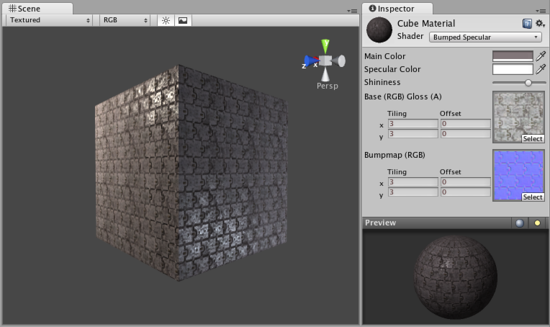 Scene
Textured
RGB
z
x
Persp
Inspector
Cube Material
Shader
Bumped Specular
Main Color
Specular Color
Shininess
Base (RGB) Gloss (A)
Tiling Offset
x 3 0
y 3 0
Select
Bumpmap (RGB)
Tiling Offset
x 3 0
y 3 0
Select
Preview